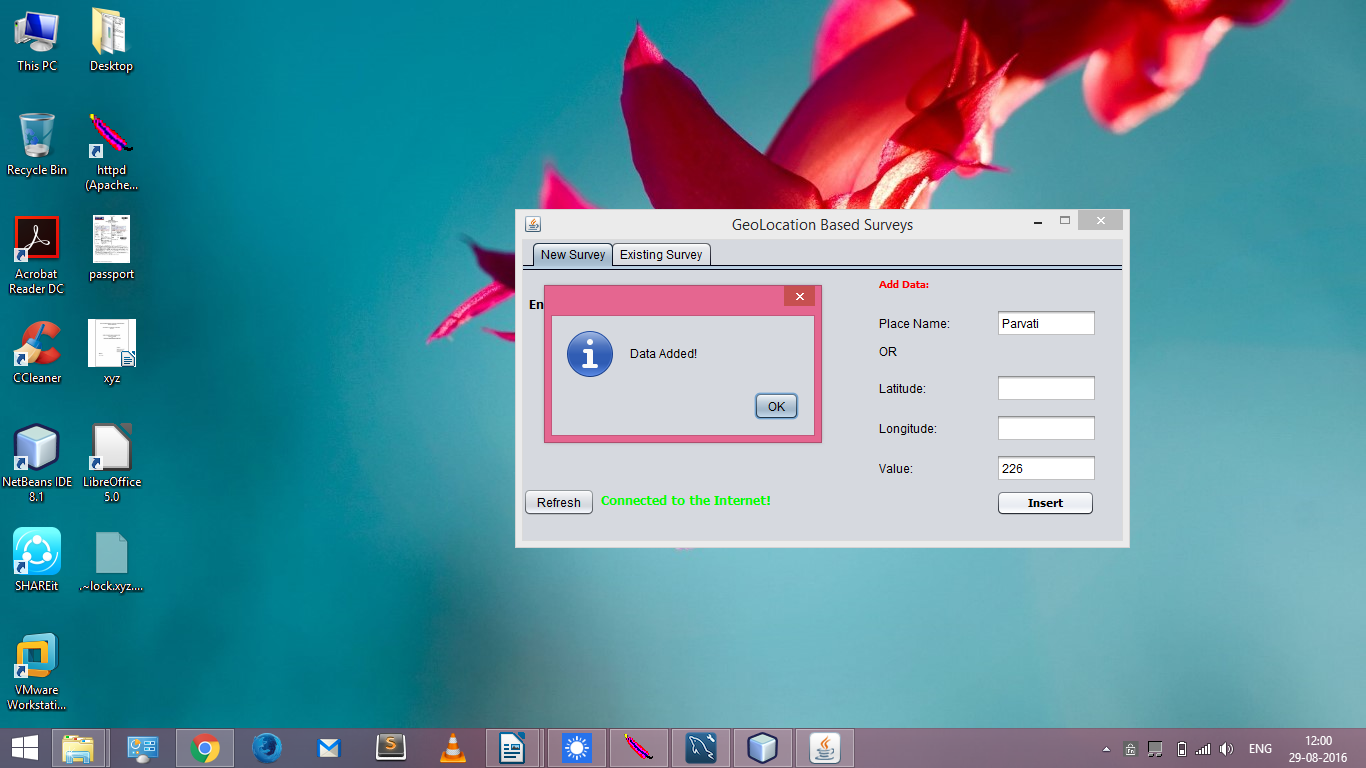 This PC
Desktop
Recycle Bin
httpd
(Apache...
Acrobat
Reader DC
passport
CCleaner
xyz
NetBeans IDE
8.1
LibreOffice
5.0
SHAREit
.~lock.xyz....
VMware
Workstati...
GeoLocation Based Surveys
New Survey
Existing Survey
En
Data Added!
OK
Add Data:
Place Name:
Parvati
OR
Latitude:
Longitude:
Value:
226
Refresh
Connected to the Internet!
Insert
ENG
12:00
29-08-2016